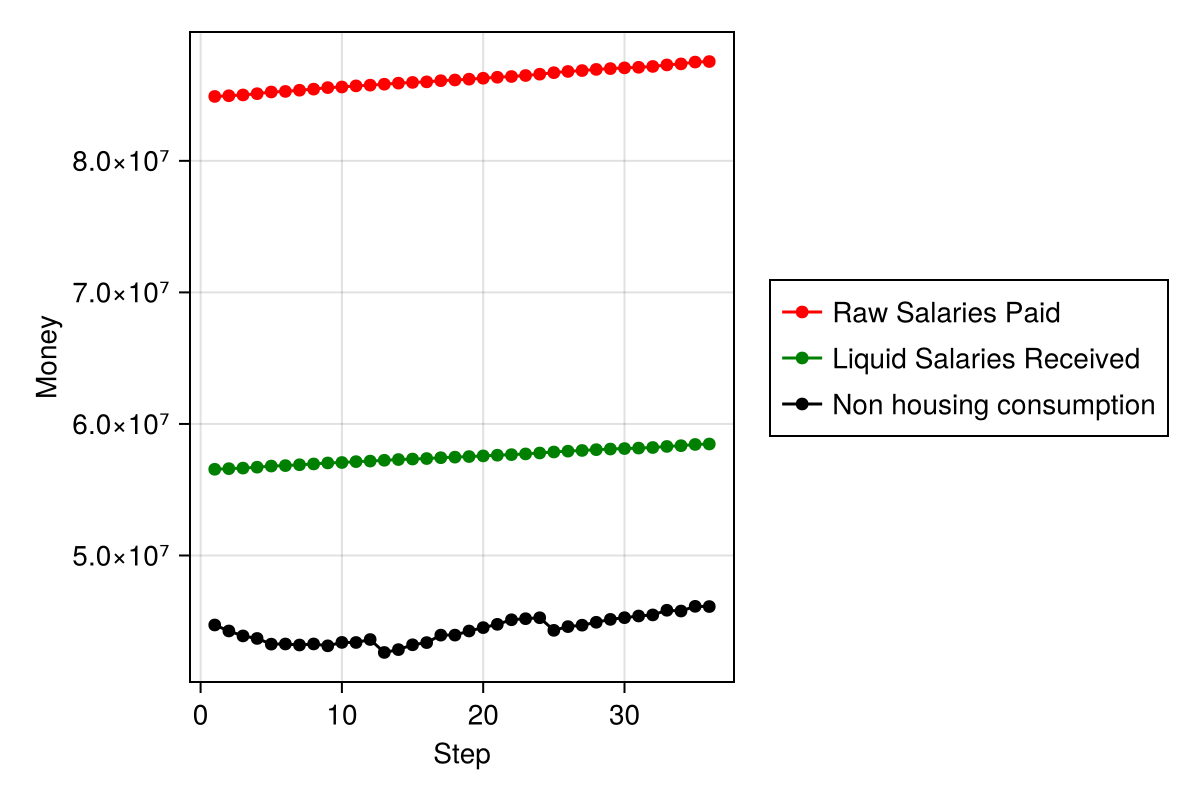 8.0×10⁷
7.0×10⁷
6.0×10⁷
5.0×10⁷
Money
0 10 20 30
Step
Raw Salaries Paid
Liquid Salaries Received
Non housing consumption